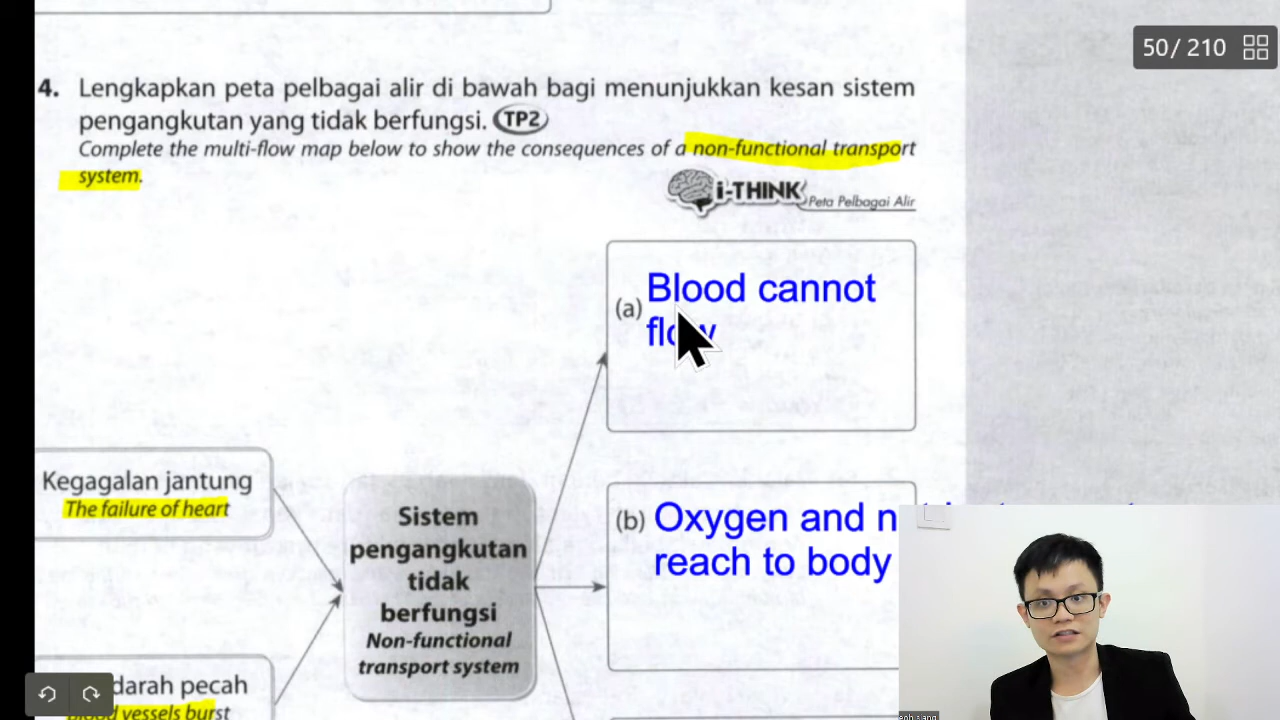 50/ 210
4. Lengkapkan peta pelbagai alir di bawah bagi menunjukkan kesan sistem
pengangkutan yang tidak berfungsi. TP2
Complete the multi-flow map below to show the consequences of a non-functional transport
system.
i-THINK Peta Pelbagai Alir
(a) Blood cannot
flow
Kegagalan jantung
The failure of heart
Sistem
pengangkutan
tidak
berfungsi
Non-functional
transport system
(b) Oxygen and
reach to body
darah pecah
vessels burst